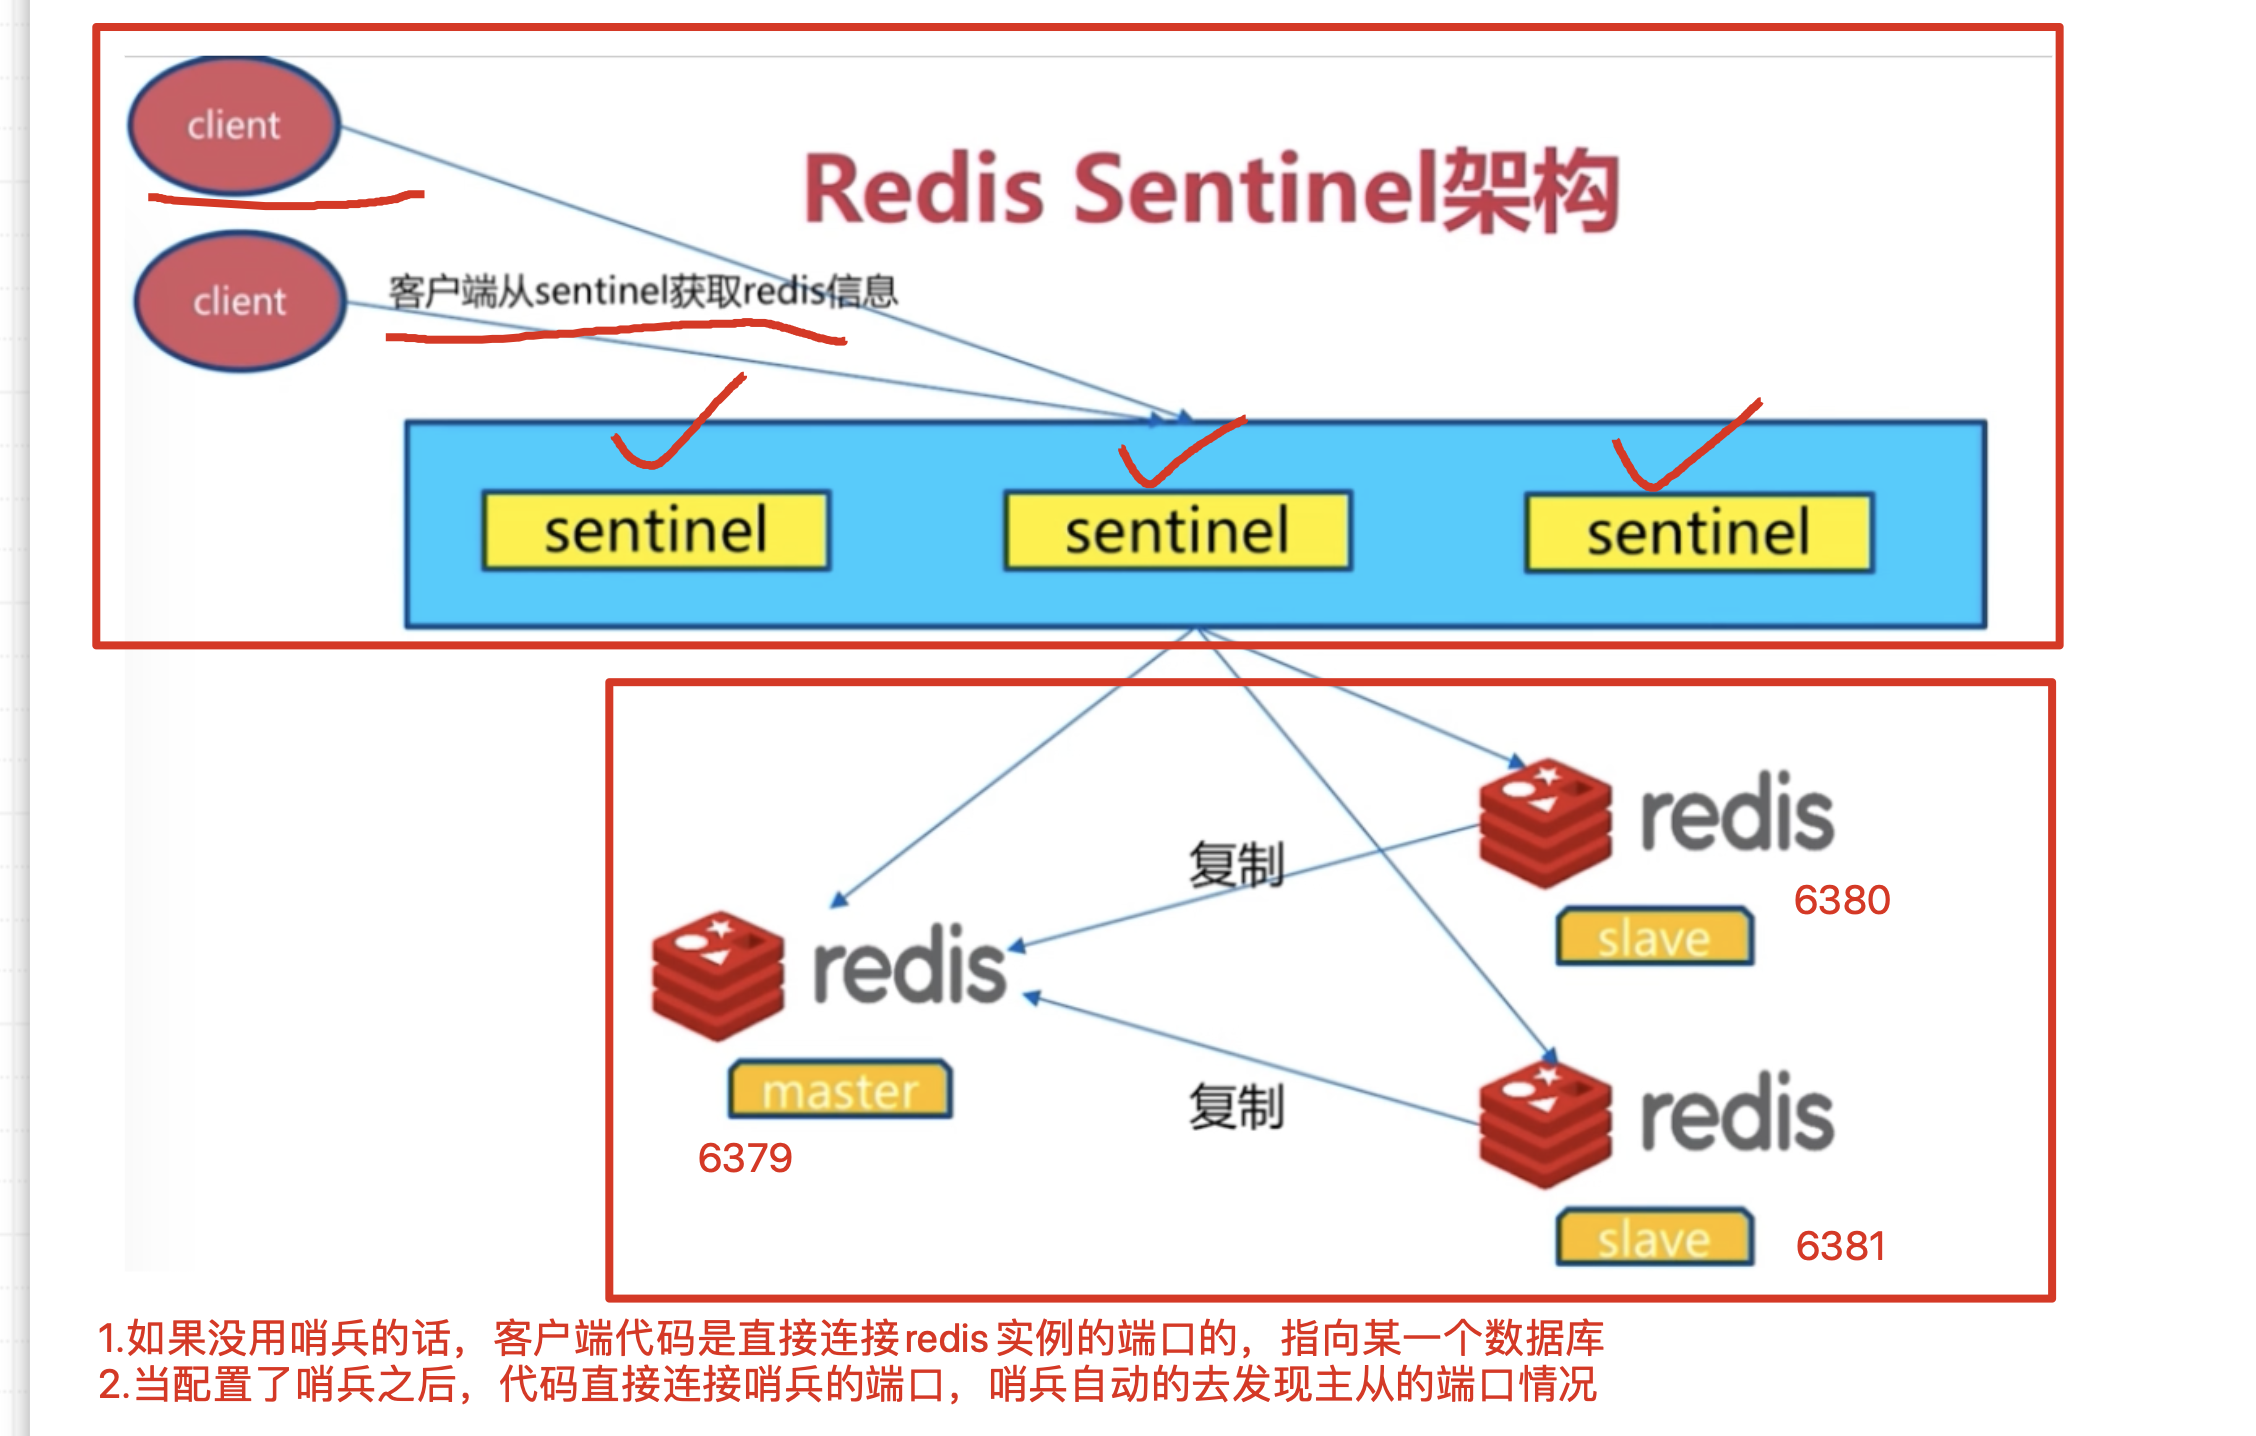 client
Redis Sentinel架构
client
客户端从sentinel获取redis信息
sentinel
sentinel
sentinel
redis
6380
slave
复制
redis
master
6379
复制
redis
slave
6381
1.如果没用哨兵的话，客户端代码是直接连接redis 实例的端口的，指向某一个数据库
2.当配置了哨兵之后，代码直接连接哨兵的端口，哨兵自动的去发现主从的端口情况